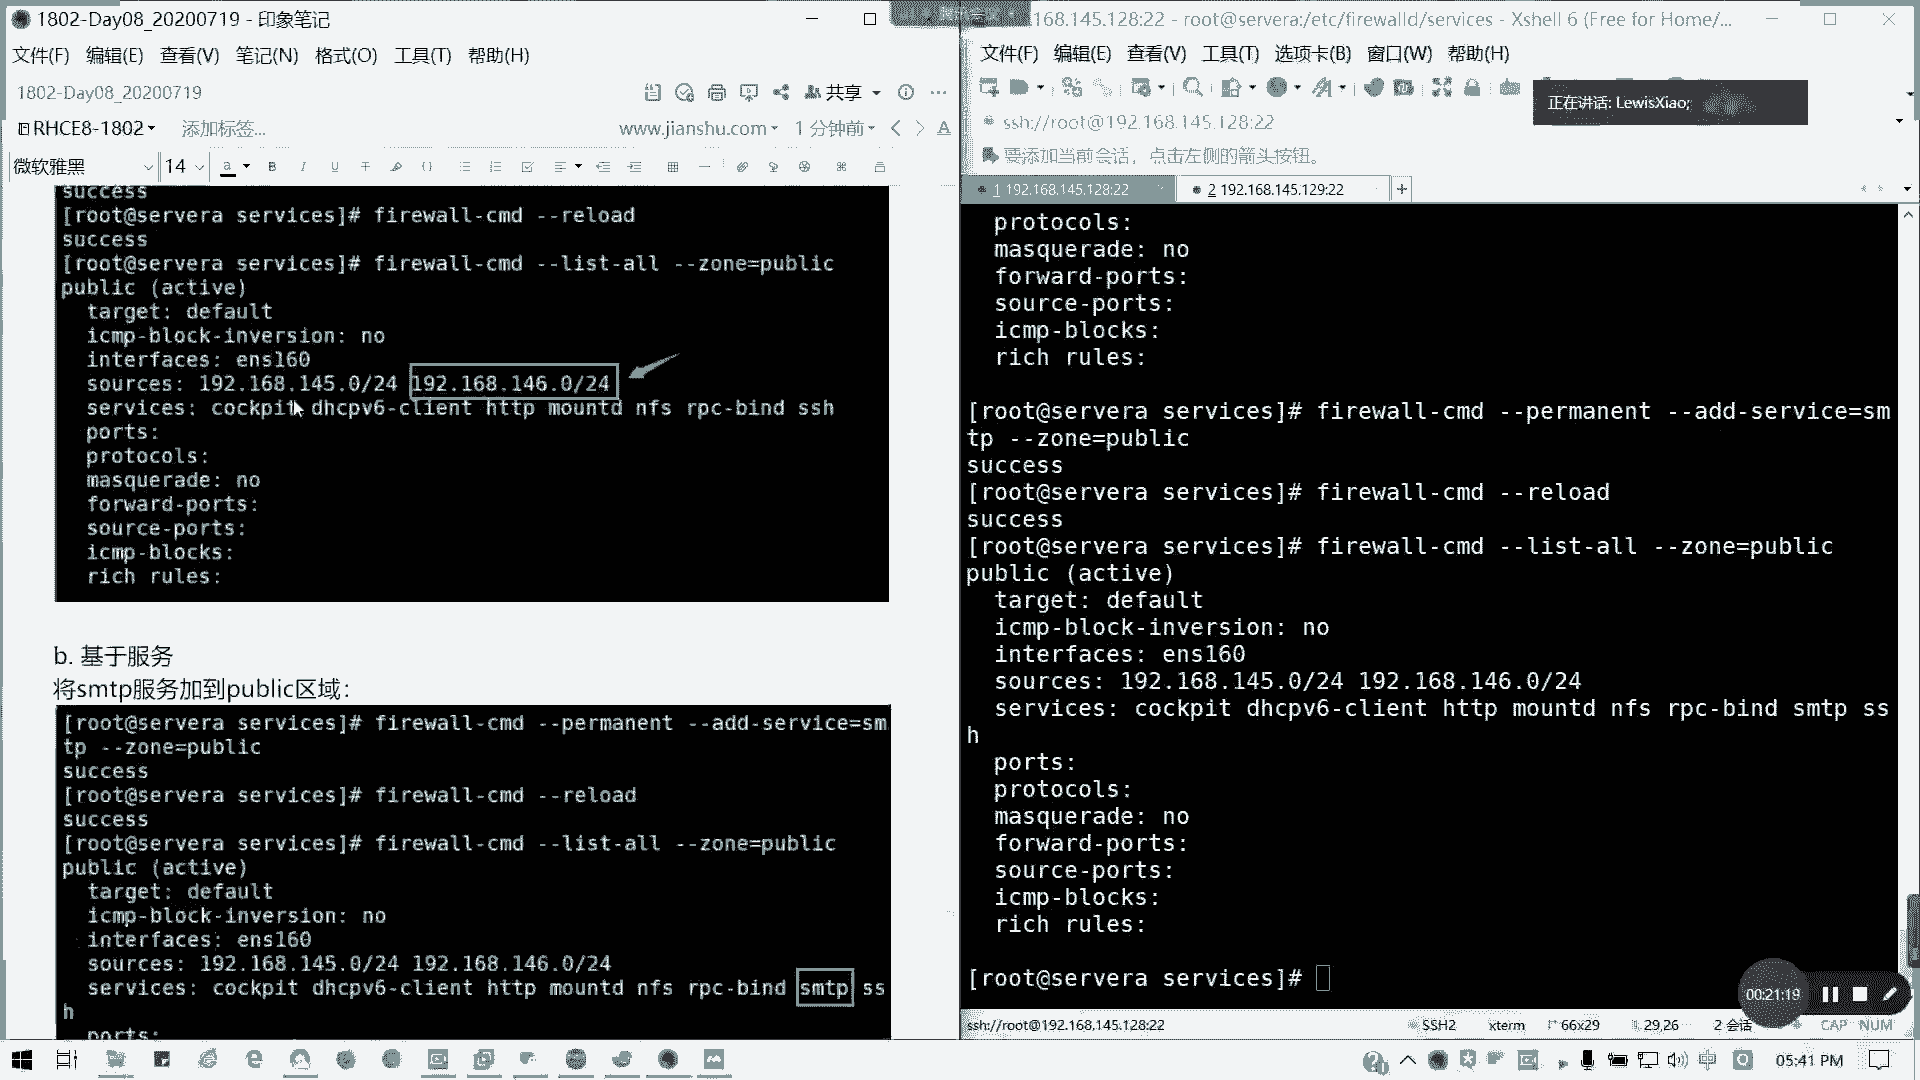 1802-Day08_20200719 - 印象笔记
文件(F) 编辑(E) 查看(V) 笔记(N) 格式(O) 工具(T) 帮助(H)
1802-Day08_20200719
共享
RHCE8-1802
添加标签...
www.jianshu.com
1 分钟前
微软雅黑
14
success
[root@servera services]# firewall-cmd --reload
success
[root@servera services]# firewall-cmd --list-all --zone=public
public (active)
target: default
icmp-block-inversion: no
interfaces: ens160
sources: 192.168.145.0/24 192.168.146.0/24
services: cockpit dhcpv6-client http mountd nfs rpc-bind ssh
ports:
protocols:
masquerade: no
forward-ports:
source-ports:
icmp-blocks:
rich rules:
b. 基于服务
将smtp服务加到public区域：
[root@servera services]# firewall-cmd --permanent --add-service=sm
tp --zone=public
success
[root@servera services]# firewall-cmd --reload
success
[root@servera services]# firewall-cmd --list-all --zone=public
public (active)
target: default
icmp-block-inversion: no
interfaces: ens160
sources: 192.168.145.0/24 192.168.146.0/24
services: cockpit dhcpv6-client http mountd nfs rpc-bind smtp ss
h
ports:
168.145.128:22 - root@servera:/etc/firewalld/services - Xshell 6 (Free for Home/...
文件(F) 编辑(E) 查看(V) 工具(T) 选项卡(B) 窗口(W) 帮助(H)
正在讲话: LewisXiao;
ssh://root@192.168.145.128:22
要添加当前会话，点击左侧的箭头按钮。
1 192.168.145.128:22
2 192.168.145.129:22
protocols:
masquerade: no
forward-ports:
source-ports:
icmp-blocks:
rich rules:
[root@servera services]# firewall-cmd --permanent --add-service=sm
tp --zone=public
success
[root@servera services]# firewall-cmd --reload
success
[root@servera services]# firewall-cmd --list-all --zone=public
public (active)
target: default
icmp-block-inversion: no
interfaces: ens160
sources: 192.168.145.0/24 192.168.146.0/24
services: cockpit dhcpv6-client http mountd nfs rpc-bind smtp ss
h
ports:
protocols:
masquerade: no
forward-ports:
source-ports:
icmp-blocks:
rich rules:
[root@servera services]#
00:21:19
ssh://root@192.168.145.128:22
SSH2
xterm
66x29
29,26
2 会话
CAP NUM
中
05:41 PM